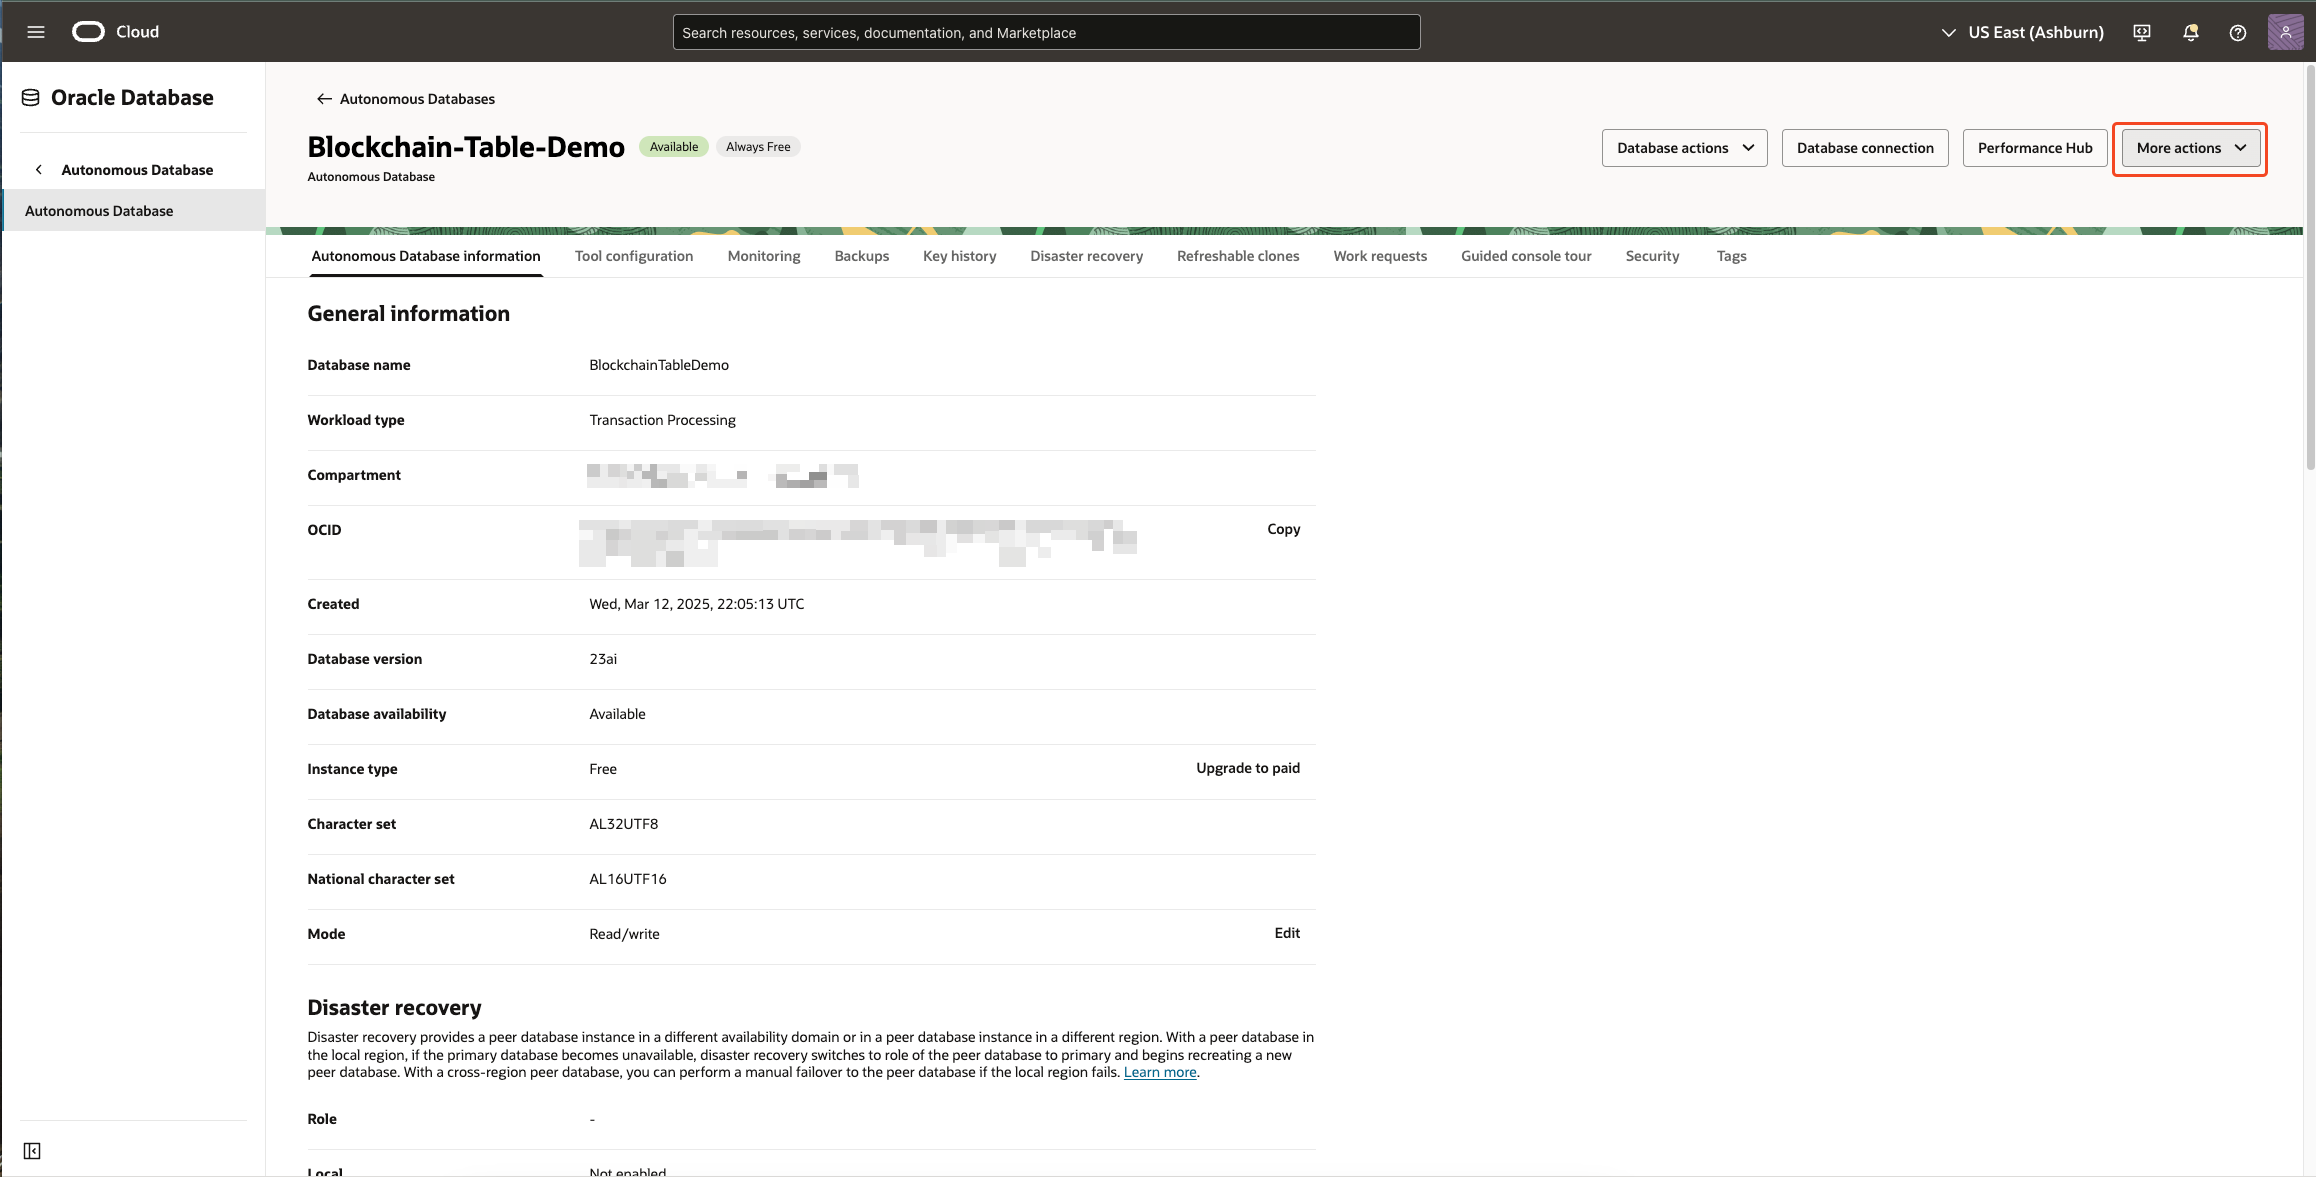 Cloud
Search resources, services, documentation, and Marketplace
US East (Ashburn)
Oracle Database
Autonomous Database
Autonomous Database
Autonomous Databases
Blockchain-Table-Demo Available Always Free
Autonomous Database
Database actions Database connection Performance Hub More actions
Autonomous Database information Tool configuration Monitoring Backups Key history Disaster recovery Refreshable clones Work requests Guided console tour Security Tags
General information
Database name BlockchainTableDemo
Workload type Transaction Processing
Compartment
OCID Copy
Created Wed, Mar 12, 2025, 22:05:13 UTC
Database version 23ai
Database availability Available
Instance type Free Upgrade to paid
Character set AL32UTF8
National character set AL16UTF16
Mode Read/write Edit
Disaster recovery
Disaster recovery provides a peer database instance in a different availability domain or in a peer database instance in a different region. With a peer database in
the local region, if the primary database becomes unavailable, disaster recovery switches to role of the peer database to primary and begins recreating a new
peer database. With a cross-region peer database, you can perform a manual failover to the peer database if the local region fails. Learn more.
Role -
Local Not enabled